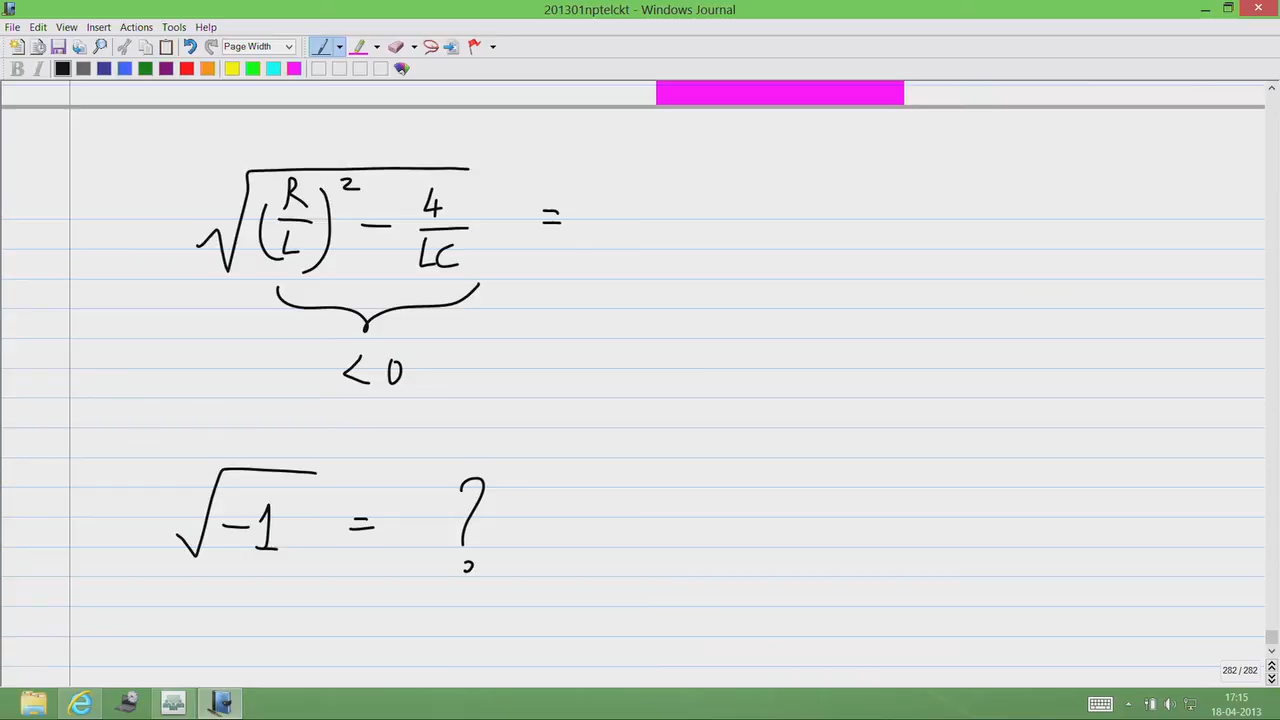 201301nptelckt - Windows Journal
File Edit View Insert Actions Tools Help
Page Width
B I
√((R/L)² − 4/LC) =
< 0
√-1 = ?
282 / 282
17:15
18-04-2013